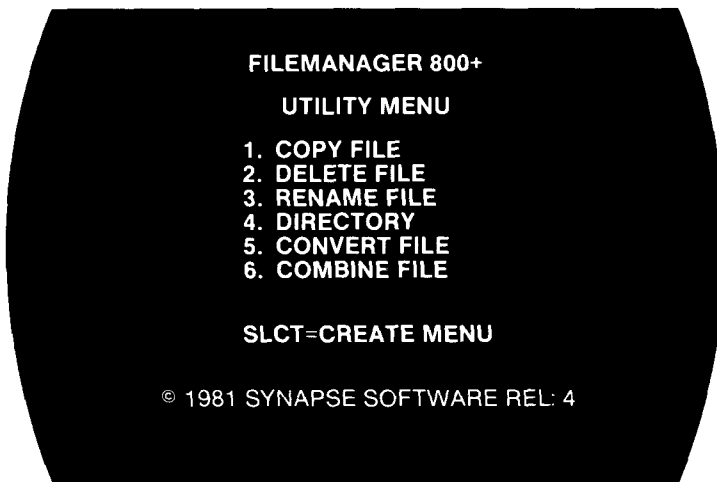 FILEMANAGER 800+
UTILITY MENU
1. COPY FILE
2. DELETE FILE
3. RENAME FILE
4. DIRECTORY
5. CONVERT FILE
6. COMBINE FILE
SLCT=CREATE MENU
© 1981 SYNAPSE SOFTWARE REL: 4